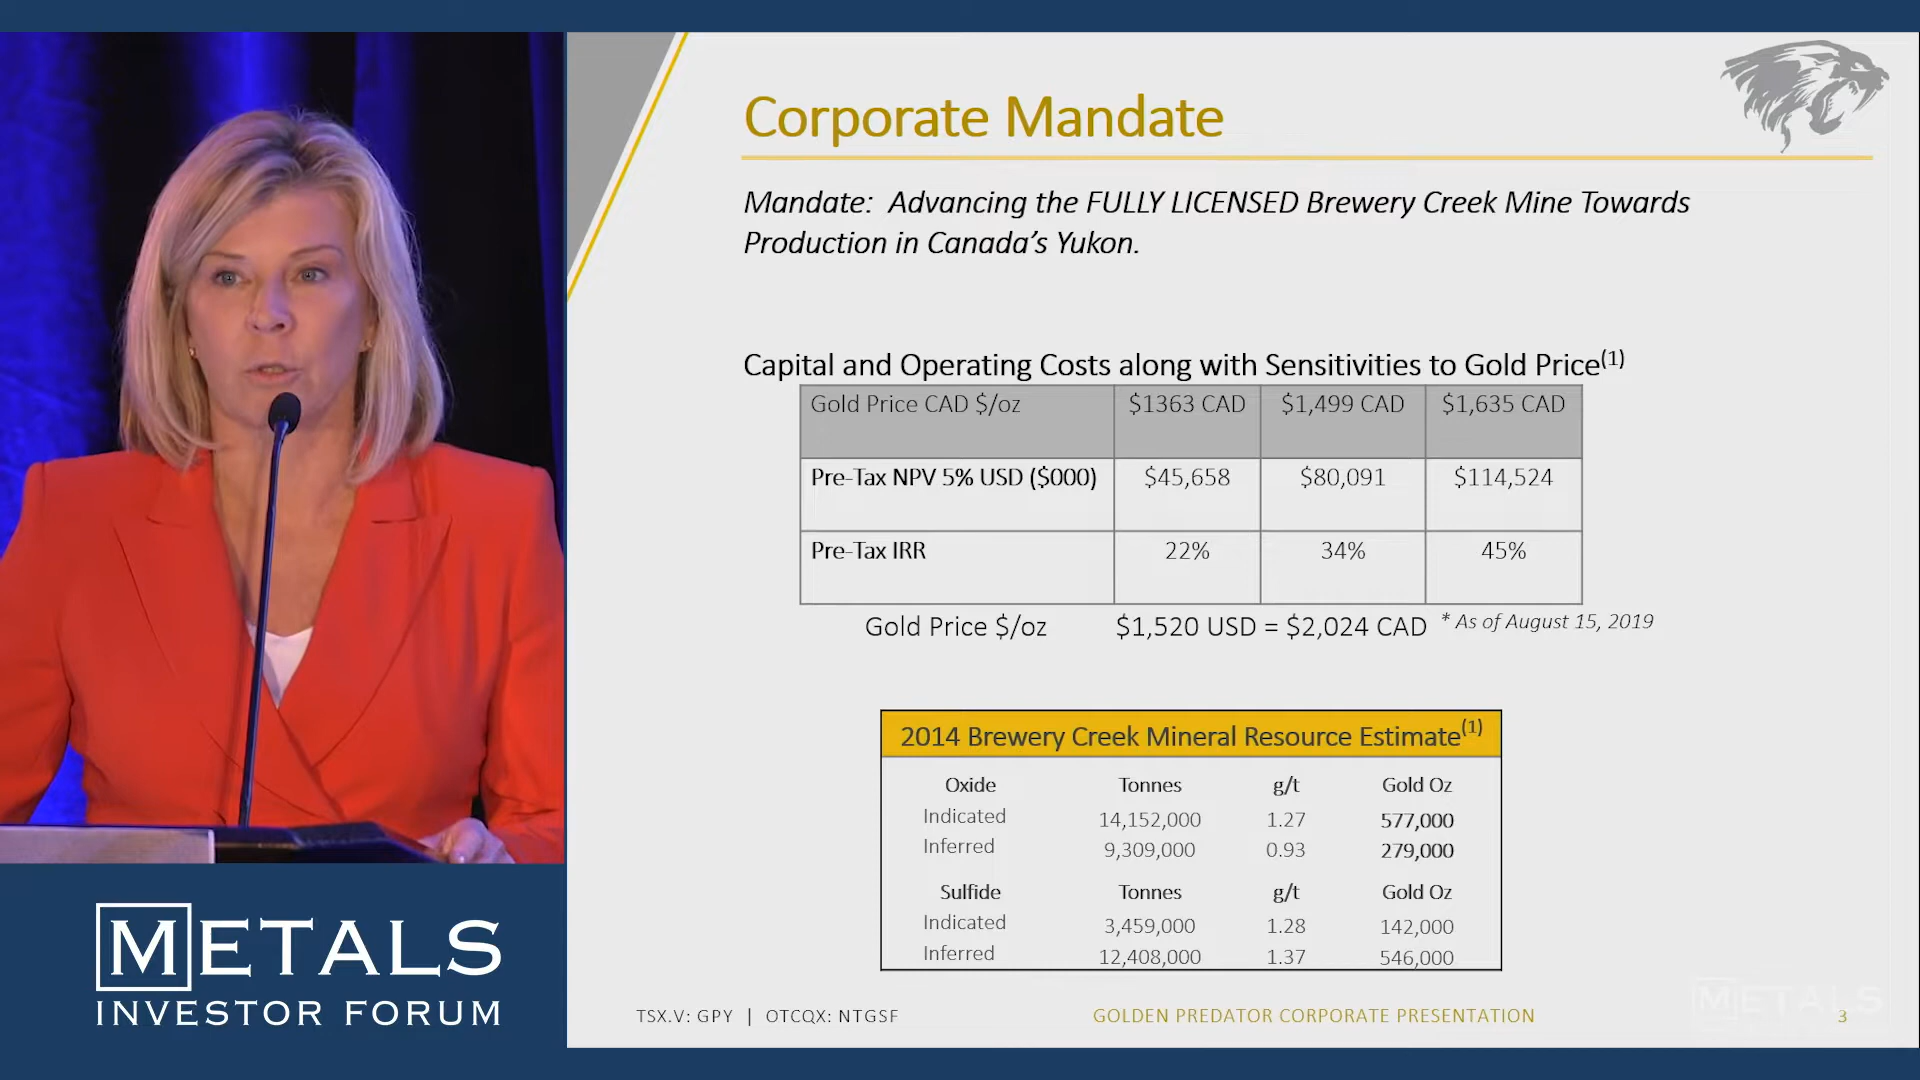 Corporate Mandate
Mandate: Advancing the FULLY LICENSED Brewery Creek Mine Towards
Production in Canada’s Yukon.
Capital and Operating Costs along with Sensitivities to Gold Price(1)
Gold Price CAD $/oz $1363 CAD $1,499 CAD $1,635 CAD
Pre-Tax NPV 5% USD ($000) $45,658 $80,091 $114,524
Pre-Tax IRR 22% 34% 45%
Gold Price $/oz $1,520 USD = $2,024 CAD * As of August 15, 2019
2014 Brewery Creek Mineral Resource Estimate(1)
Oxide Tonnes g/t Gold Oz
Indicated 14,152,000 1.27 577,000
Inferred 9,309,000 0.93 279,000
Sulfide Tonnes g/t Gold Oz
Indicated 3,459,000 1.28 142,000
Inferred 12,408,000 1.37 546,000
TSX.V: GPY | OTCQX: NTGSF GOLDEN PREDATOR CORPORATE PRESENTATION 3
METALS
INVESTOR FORUM
METALS